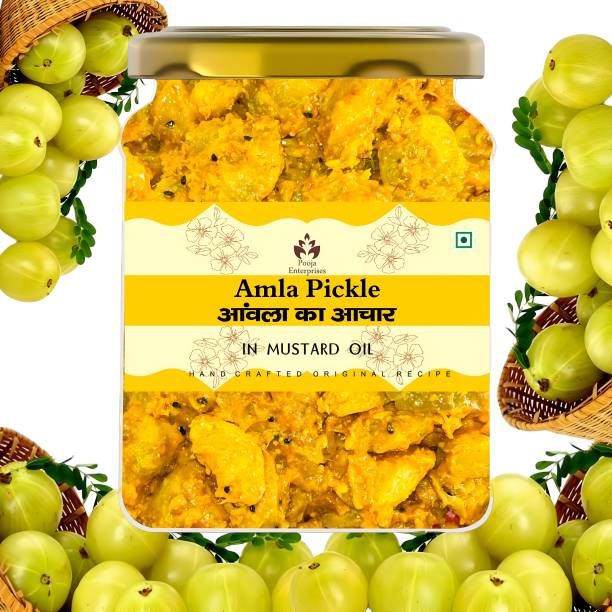 Pooja
Enterprises
Amla Pickle
आंवला का आचार
IN MUSTARD OIL
HAND CRAFTED ORIGINAL RECIPE